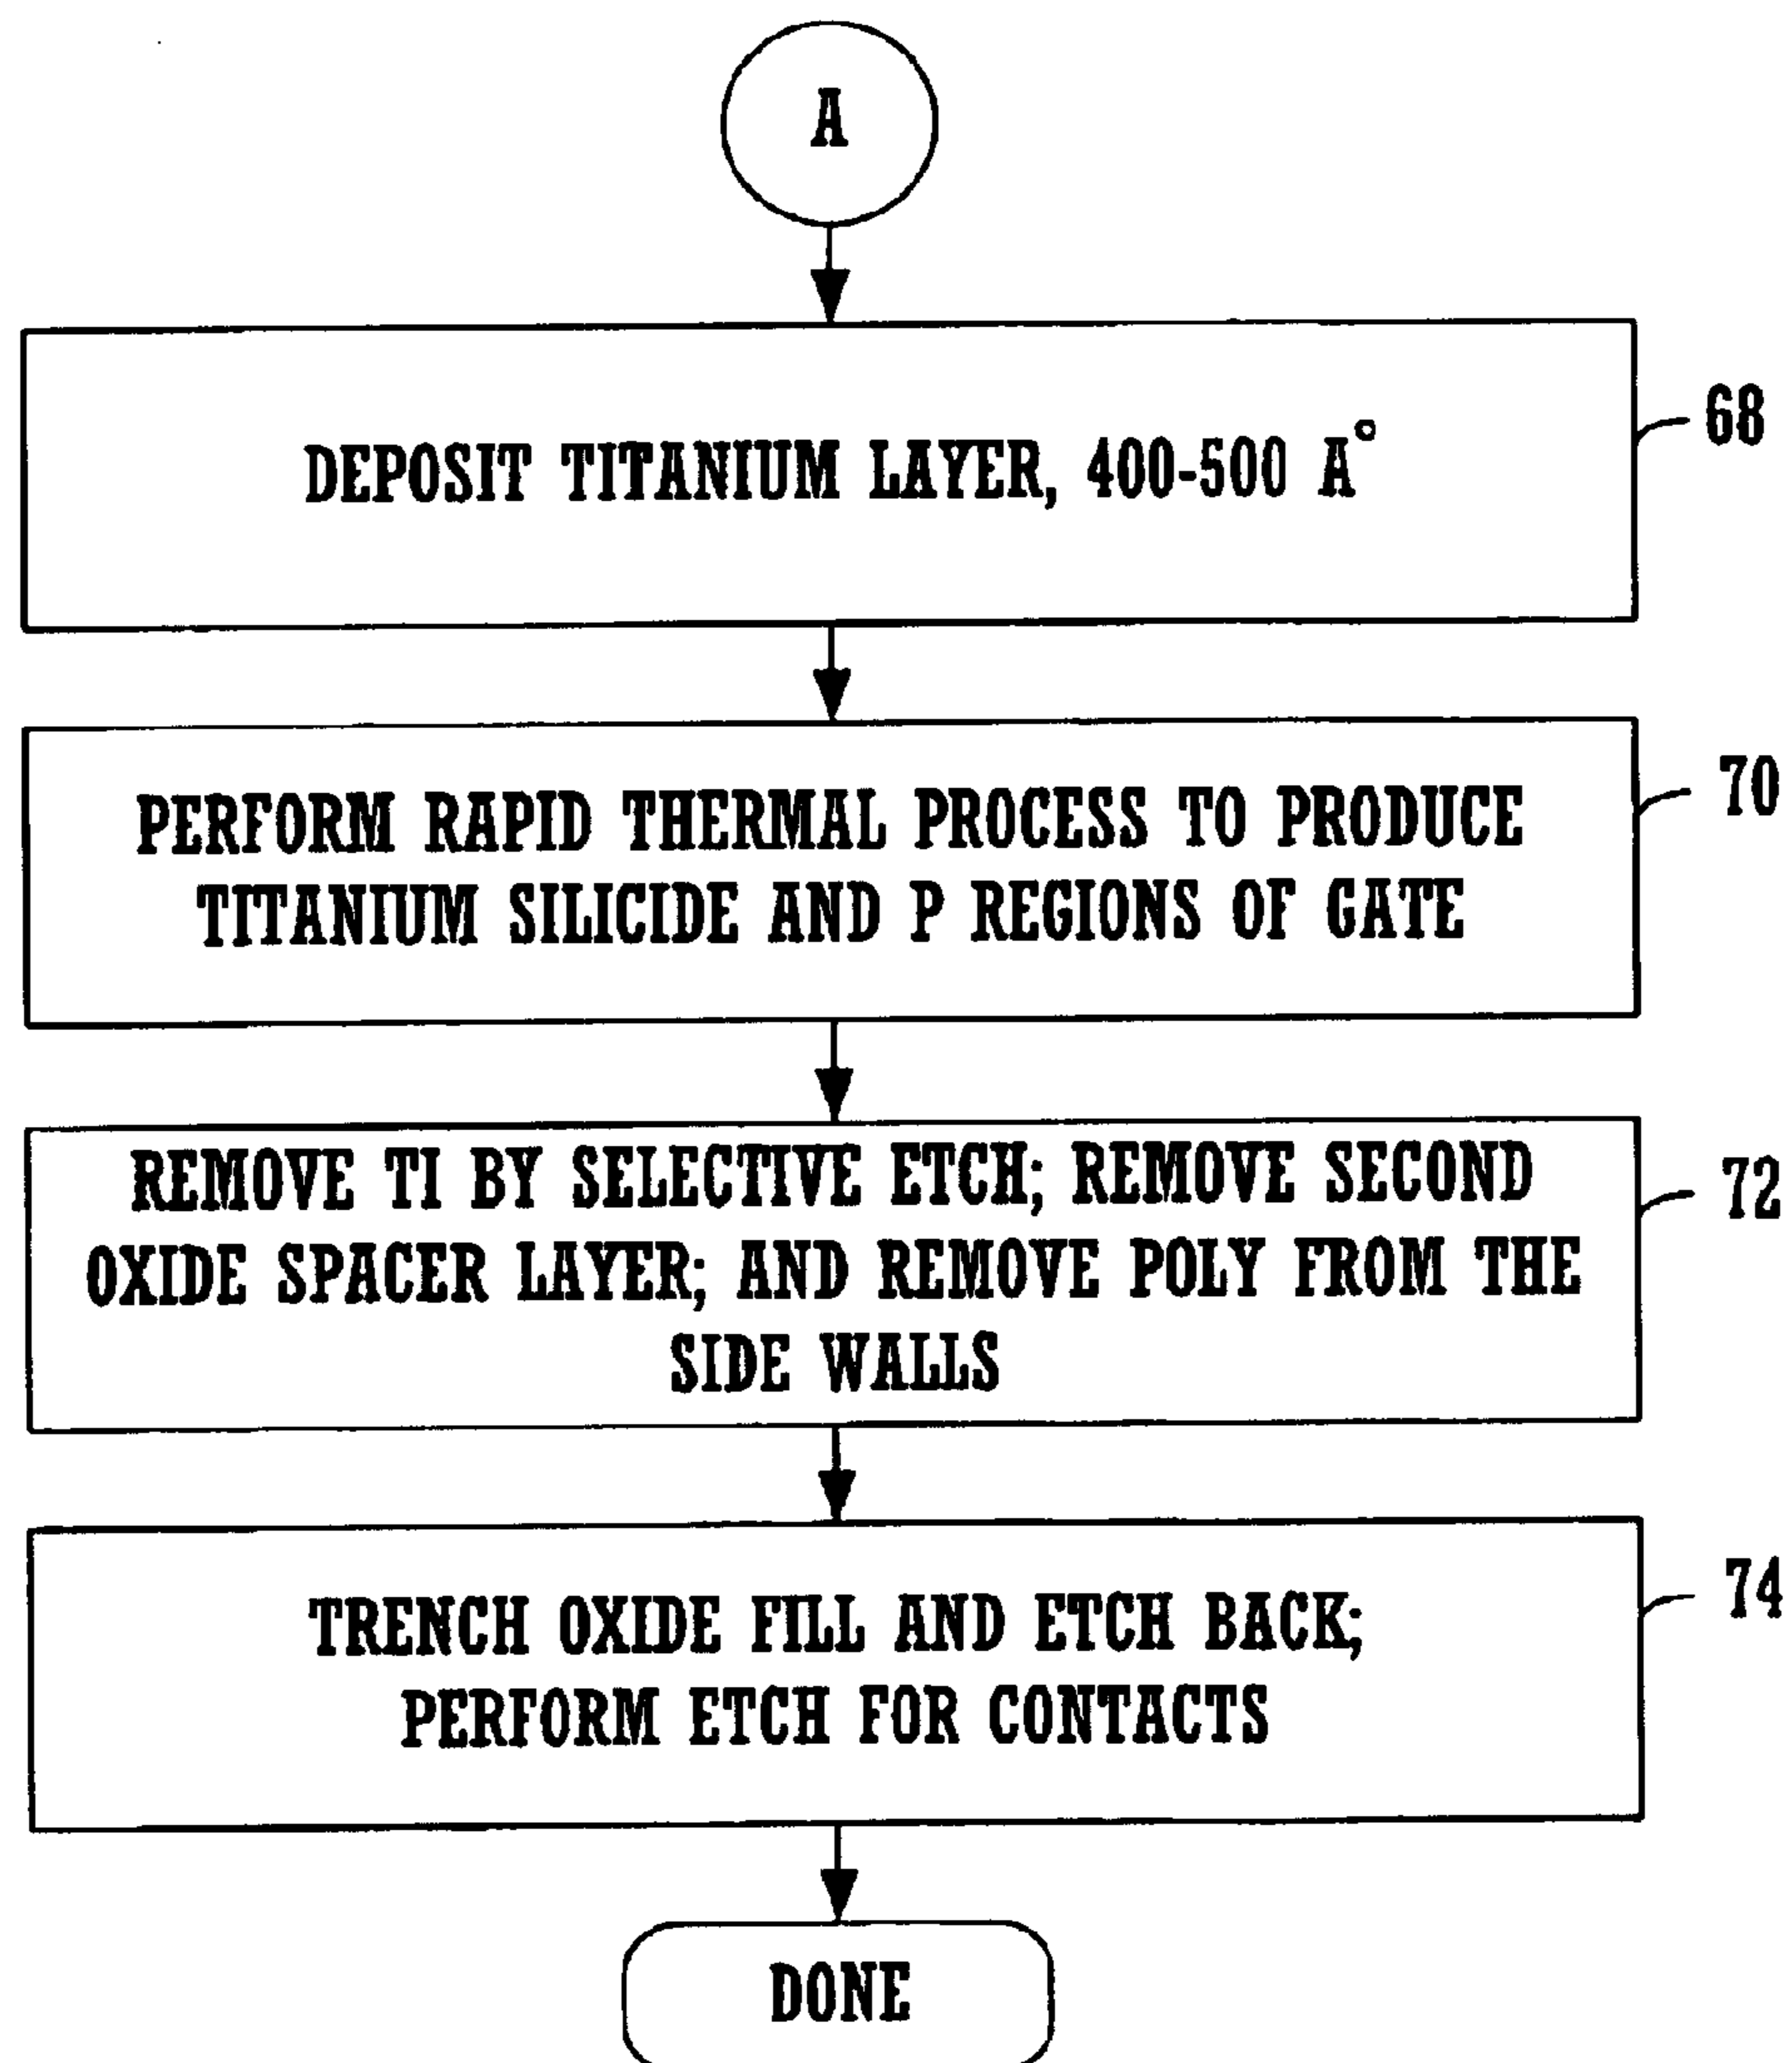 A
DEPOSIT TITANIUM LAYER, 400-500 A°
68
PERFORM RAPID THERMAL PROCESS TO PRODUCE
TITANIUM SILICIDE AND P REGIONS OF GATE
70
REMOVE TI BY SELECTIVE ETCH; REMOVE SECOND
OXIDE SPACER LAYER; AND REMOVE POLY FROM THE
SIDE WALLS
72
TRENCH OXIDE FILL AND ETCH BACK;
PERFORM ETCH FOR CONTACTS
74
DONE